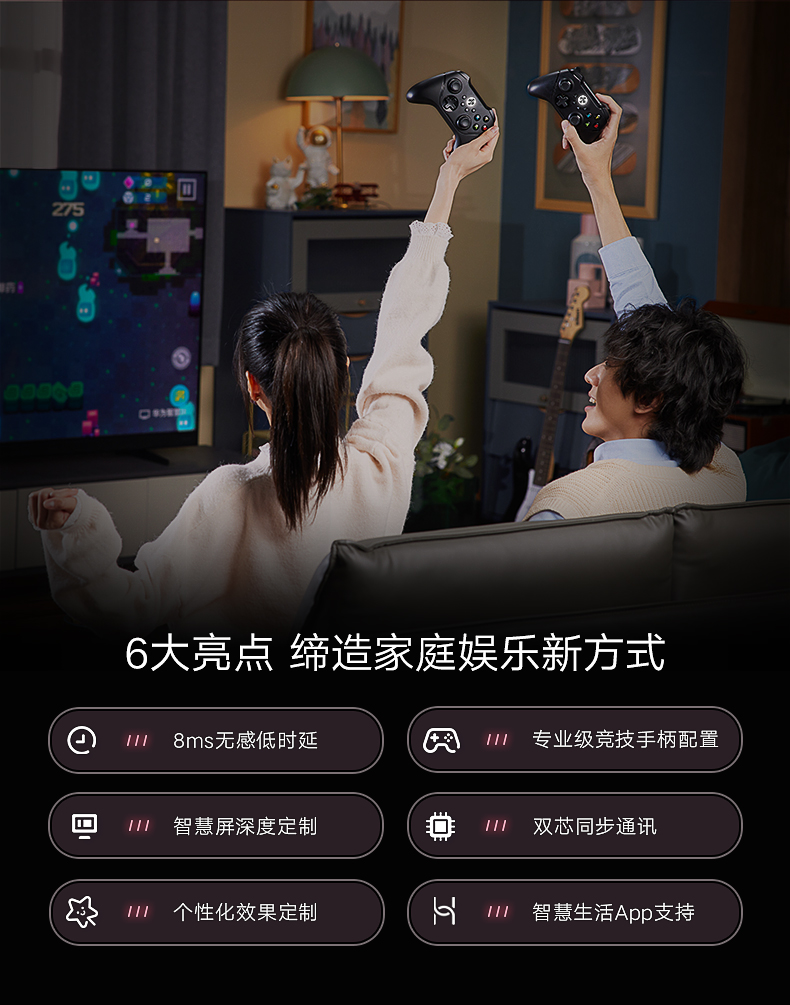 275
6大亮点 缔造家庭娱乐新方式
8ms无感低时延
专业级竞技手柄配置
智慧屏深度定制
双芯同步通讯
个性化效果定制
智慧生活App支持